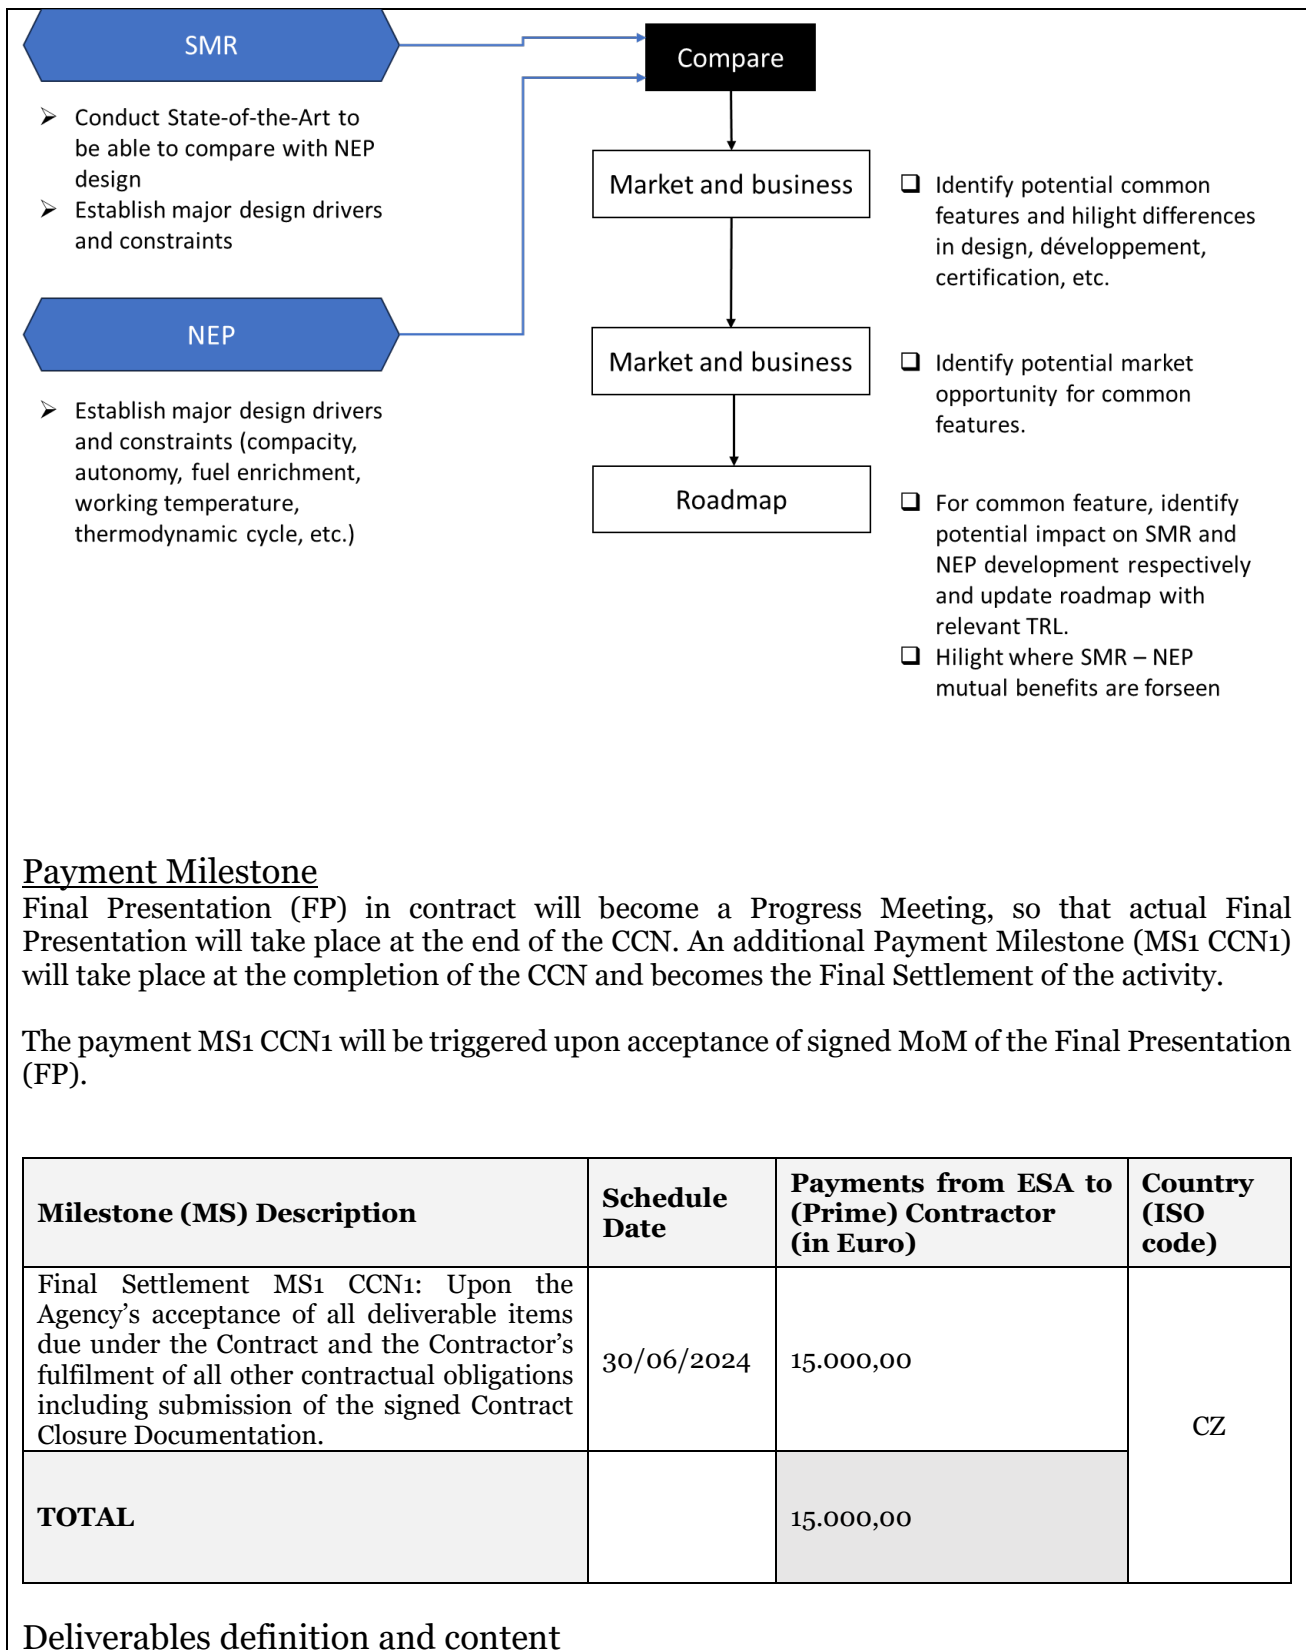 SMR
Compare
➢ Conduct State-of-the-Art to
be able to compare with NEP
design
➢ Establish major design drivers
and constraints
Market and business
❑ Identify potential common
features and hilight differences
in design, développement,
certification, etc.
NEP
Market and business
❑ Identify potential market
opportunity for common
features.
➢ Establish major design drivers
and constraints (compacity,
autonomy, fuel enrichment,
working temperature,
thermodynamic cycle, etc.)
Roadmap
❑ For common feature, identify
potential impact on SMR and
NEP development respectively
and update roadmap with
relevant TRL.
❑ Hilight where SMR – NEP
mutual benefits are forseen
Payment Milestone
Final Presentation (FP) in contract will become a Progress Meeting, so that actual Final
Presentation will take place at the end of the CCN. An additional Payment Milestone (MS1 CCN1)
will take place at the completion of the CCN and becomes the Final Settlement of the activity.
The payment MS1 CCN1 will be triggered upon acceptance of signed MoM of the Final Presentation
(FP).
Milestone (MS) Description
Schedule
Date
Payments from ESA to
(Prime) Contractor
(in Euro)
Country
(ISO
code)
Final Settlement MS1 CCN1: Upon the
Agency’s acceptance of all deliverable items
due under the Contract and the Contractor’s
fulfilment of all other contractual obligations
including submission of the signed Contract
Closure Documentation.
30/06/2024
15.000,00
CZ
TOTAL
15.000,00
Deliverables definition and content